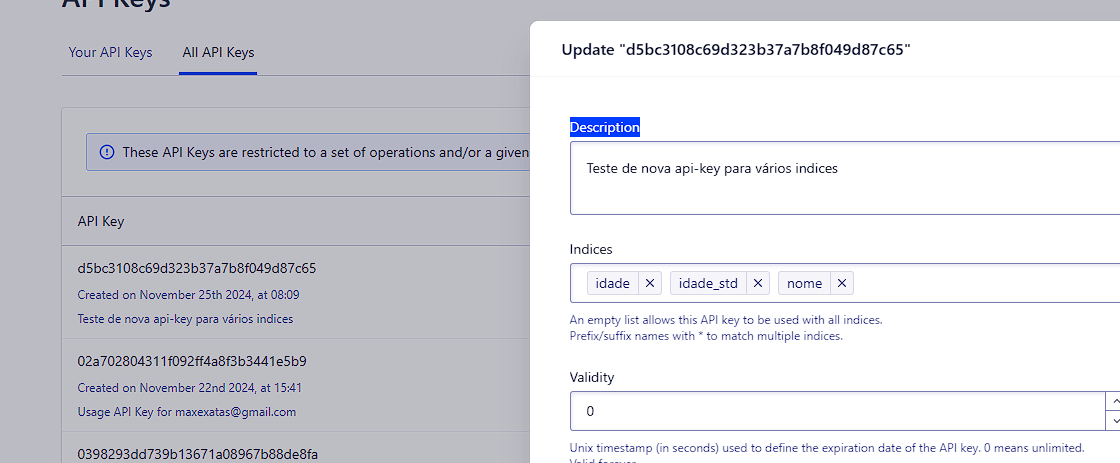 API Keys
Your API Keys
All API Keys
These API Keys are restricted to a set of operations and/or a given
API Key
d5bc3108c69d323b37a7b8f049d87c65
Created on November 25th 2024, at 08:09
Teste de nova api-key para vários indices
02a702804311f092ff4a8f3b3441e5b9
Created on November 22nd 2024, at 15:41
Usage API Key for maxexatas@gmail.com
0398293dd739b13671a08967b88de8fa
Update "d5bc3108c69d323b37a7b8f049d87c65"
Description
Teste de nova api-key para vários indices
Indices
idade
idade_std
nome
An empty list allows this API key to be used with all indices.
Prefix/suffix names with * to match multiple indices.
Validity
0
Unix timestamp (in seconds) used to define the expiration date of the API key. 0 means unlimited.
Valid forever